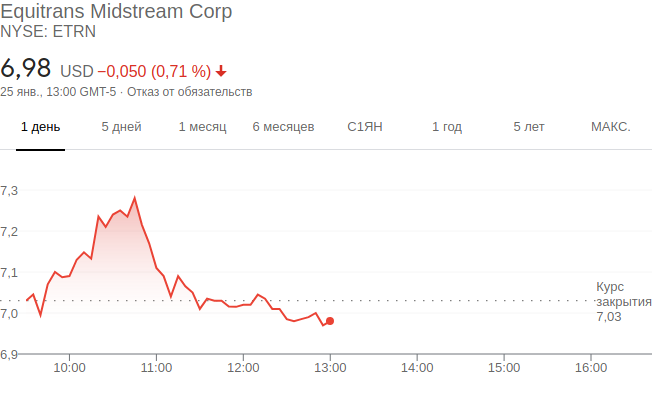 Equitrans Midstream Corp
NYSE: ETRN
6,98 USD −0,050 (0,71 %)
25 янв., 13:00 GMT-5 · Отказ от обязательств
1 день 5 дней 1 месяц 6 месяцев С1ЯН 1 год 5 лет МАКС.
7,3
7,2
7,1
Курс
закрытия
7,03
7,0
6,9
10:00 11:00 12:00 13:00 14:00 15:00 16:00